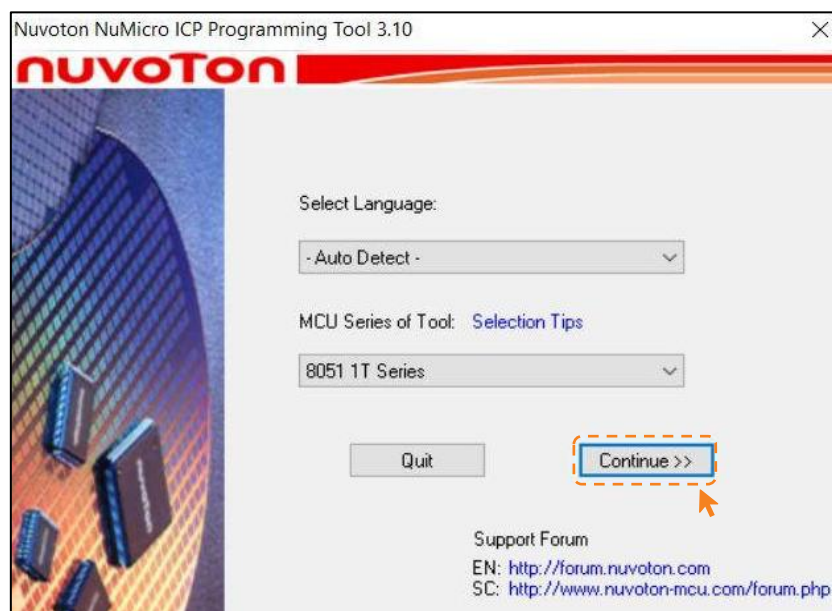 Nuvoton NuMicro ICP Programming Tool 3.10
nuvoTon
Select Language:
- Auto Detect -
MCU Series of Tool: Selection Tips
8051 1T Series
Quit
Continue >>
Support Forum
EN: http://forum.nuvoton.com
SC: http://www.nuvoton-mcu.com/forum.php